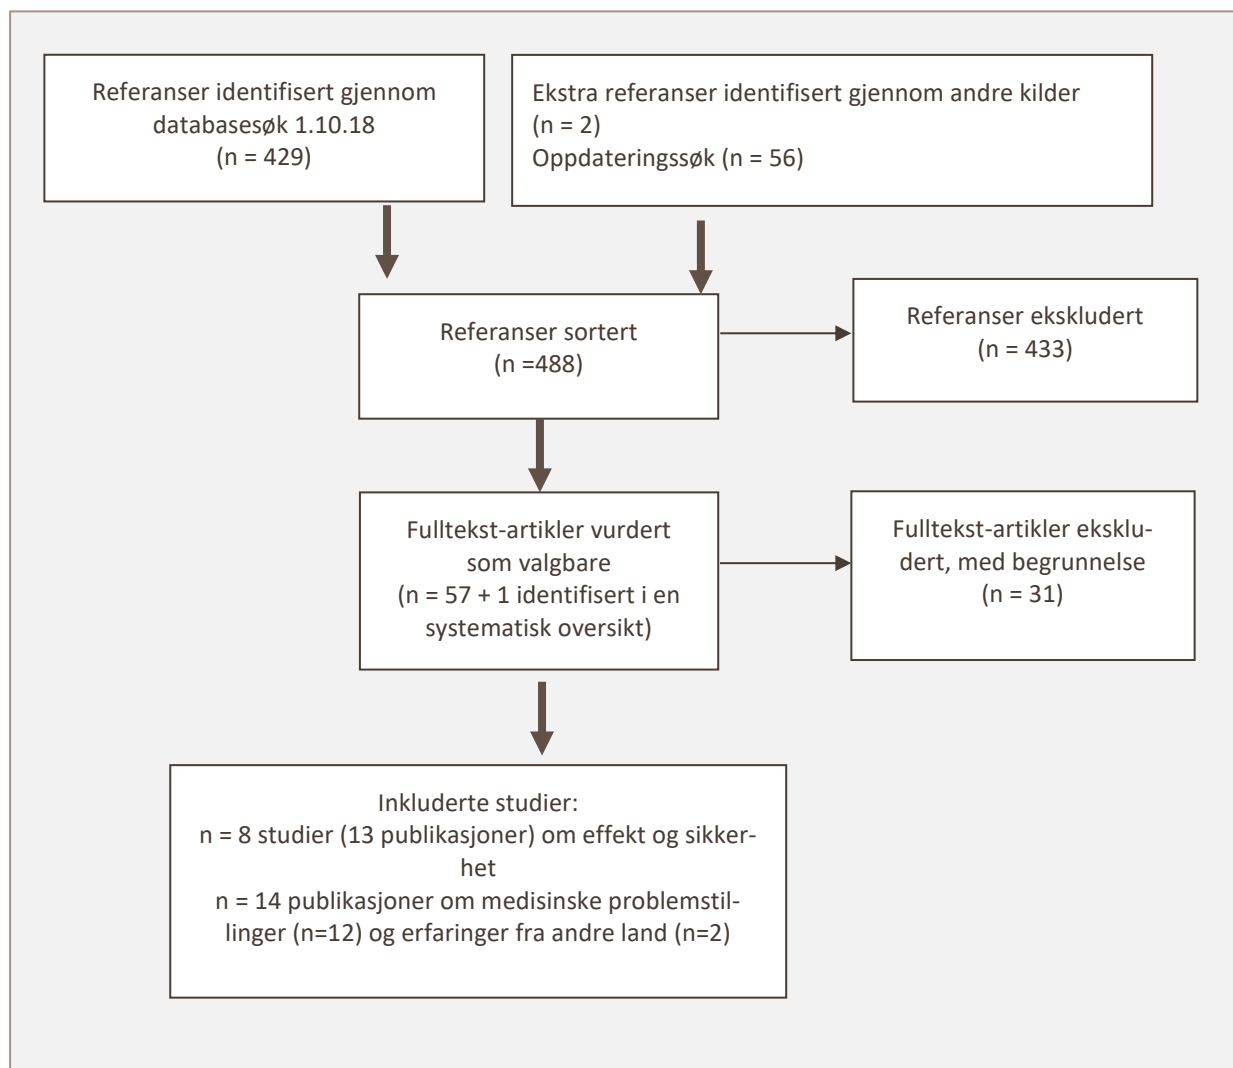 Referanser identifisert gjennom
databasesøk 1.10.18
(n = 429)
Ekstra referanser identifisert gjennom andre kilder
(n = 2)
Oppdateringssøk (n = 56)
Referanser sortert
(n =488)
Referanser ekskludert
(n = 433)
Fulltekst-artikler vurdert
som valgbare
(n = 57 + 1 identifisert i en
systematisk oversikt)
Fulltekst-artikler eksklu-
dert, med begrunnelse
(n = 31)
Inkluderte studier:
n = 8 studier (13 publikasjoner) om effekt og sikker-
het
n = 14 publikasjoner om medisinske problemstil-
linger (n=12) og erfaringer fra andre land (n=2)